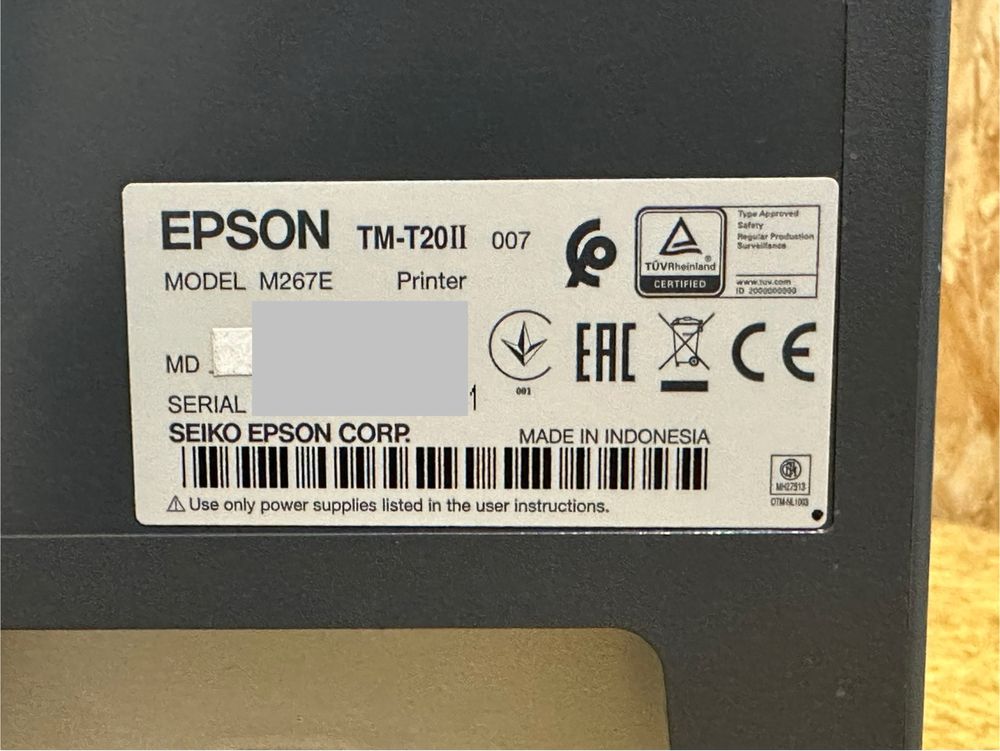 EPSON TM-T20II 007
MODEL M267E Printer
TÜVRheinland®
CERTIFIED
Type Approved
Safety
Regular Production
Surveillance
www.tuv.com
ID 2000000000
MD
SERIAL
001
EAC
CE
SEIKO EPSON CORP. MADE IN INDONESIA
MH27913
OTM-NL1003
⚠ Use only power supplies listed in the user instructions.